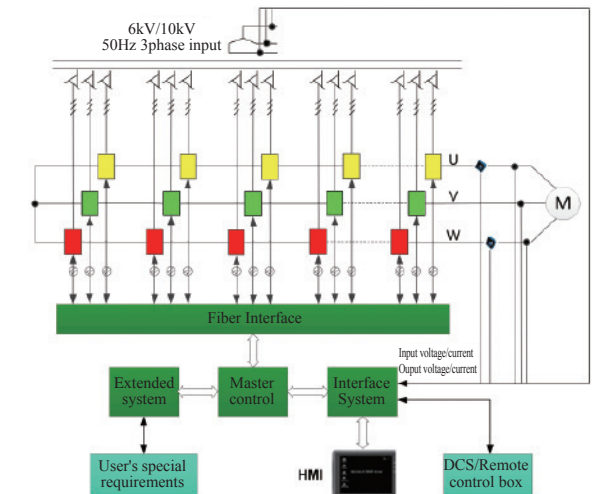 6kV/10kV
50Hz 3phase input
U
V
M
W
Fiber Interface
Input voltage/current
Ouput voltage/current
Extended
system
Master
control
Interface
System
User's special
requirements
HMI
DCS/Remote
control box